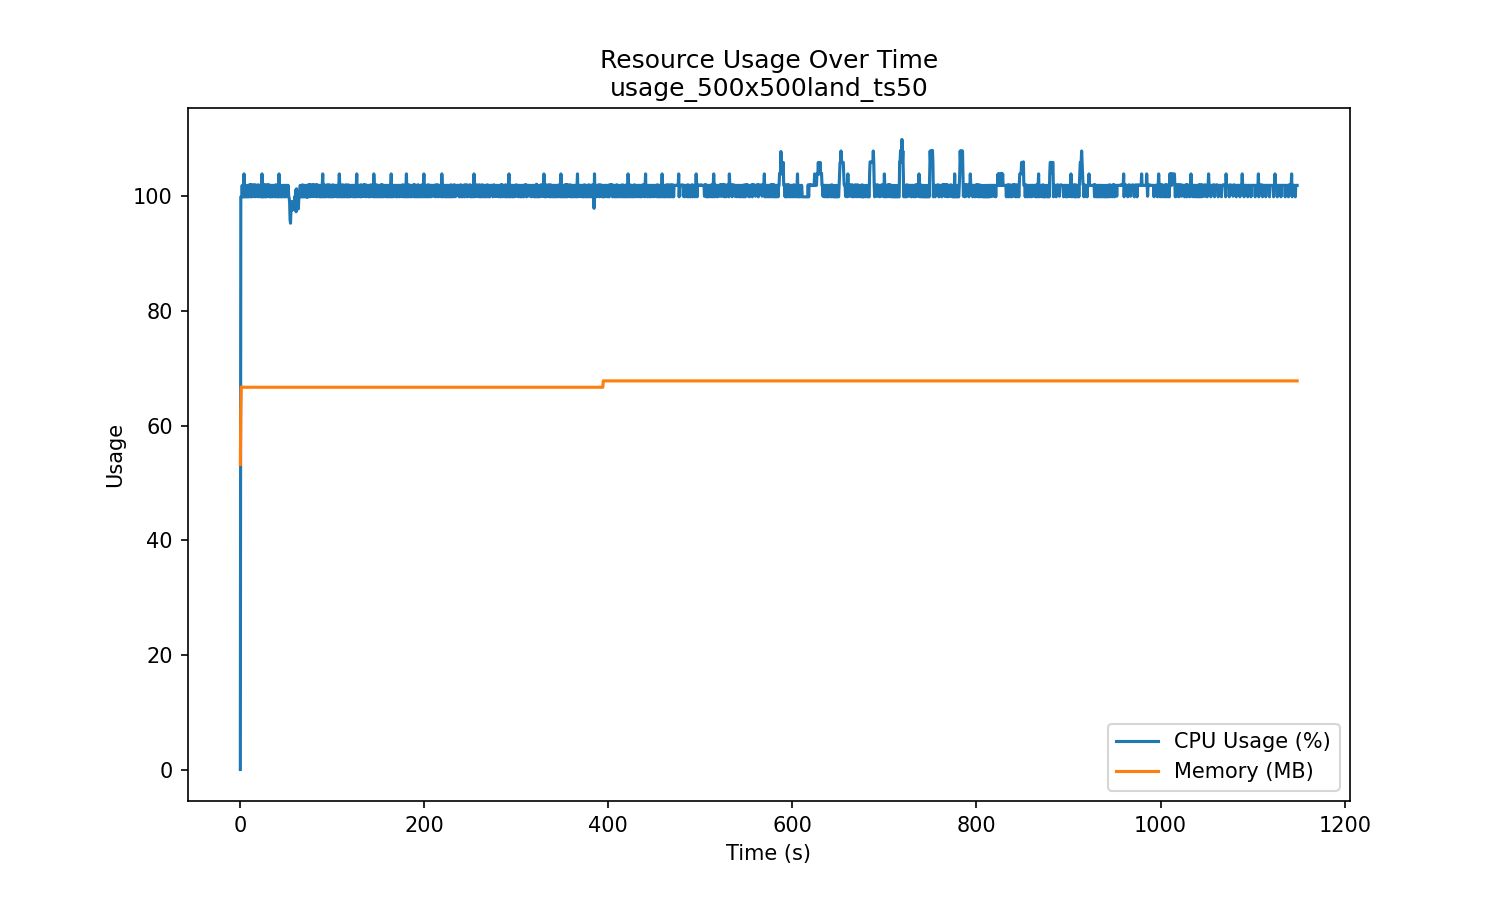 Resource Usage Over Time
usage_500x500land_ts50
100
80
60
40
20
0
Usage
0 200 400 600 800 1000 1200
Time (s)
CPU Usage (%)
Memory (MB)